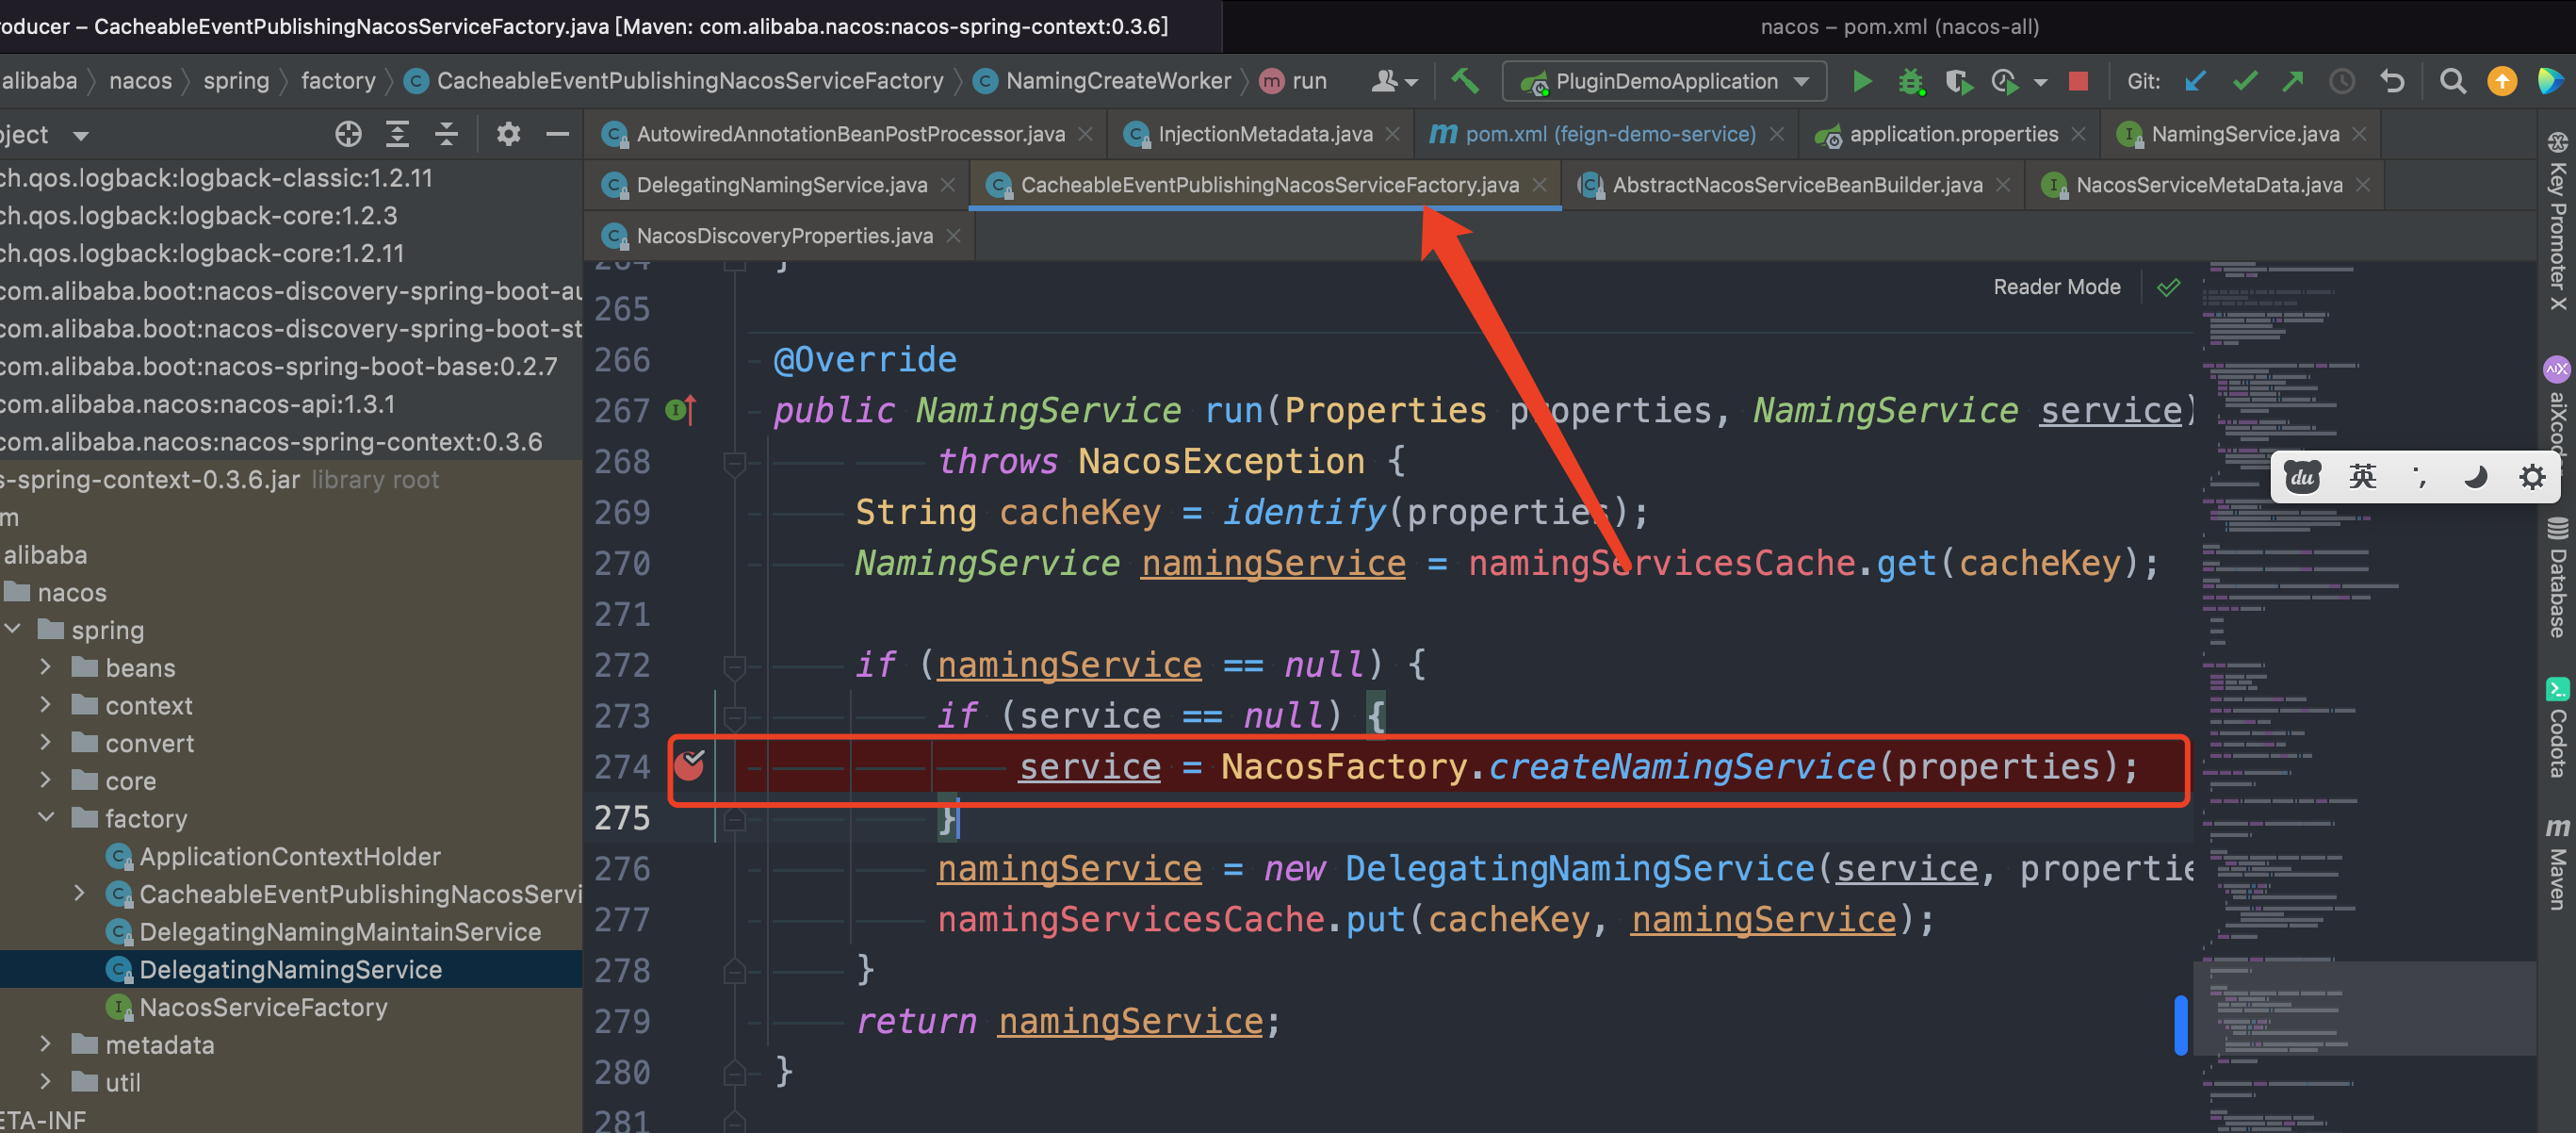 roducer – CacheableEventPublishingNacosServiceFactory.java [Maven: com.alibaba.nacos:nacos-spring-context:0.3.6]
nacos – pom.xml (nacos-all)
alibaba nacos spring factory CacheableEventPublishingNacosServiceFactory NamingCreateWorker run
PluginDemoApplication
Git:
oject
AutowiredAnnotationBeanPostProcessor.java
InjectionMetadata.java
pom.xml (feign-demo-service)
application.properties
NamingService.java
DelegatingNamingService.java
CacheableEventPublishingNacosServiceFactory.java
AbstractNacosServiceBeanBuilder.java
NacosServiceMetaData.java
NacosDiscoveryProperties.java
ch.qos.logback:logback-classic:1.2.11
ch.qos.logback:logback-core:1.2.3
ch.qos.logback:logback-core:1.2.11
com.alibaba.boot:nacos-discovery-spring-boot-au
com.alibaba.boot:nacos-discovery-spring-boot-st
com.alibaba.boot:nacos-spring-boot-base:0.2.7
com.alibaba.nacos:nacos-api:1.3.1
com.alibaba.nacos:nacos-spring-context:0.3.6
s-spring-context-0.3.6.jar library root
m
alibaba
nacos
spring
beans
context
convert
core
factory
ApplicationContextHolder
CacheableEventPublishingNacosServi
DelegatingNamingMaintainService
DelegatingNamingService
NacosServiceFactory
metadata
util
ETA-INF
Reader Mode
264 }
265
266 @Override
267 public NamingService run(Properties properties, NamingService service)
268 throws NacosException {
269 String cacheKey = identify(properties);
270 NamingService namingService = namingServicesCache.get(cacheKey);
271
272 if (namingService == null) {
273 if (service == null) {
274 service = NacosFactory.createNamingService(properties);
275 }
276 namingService = new DelegatingNamingService(service, propertie
277 namingServicesCache.put(cacheKey, namingService);
278 }
279 return namingService;
280 }
281
Key Promoter X
aiXcod
Database
Codota
Maven
du 英